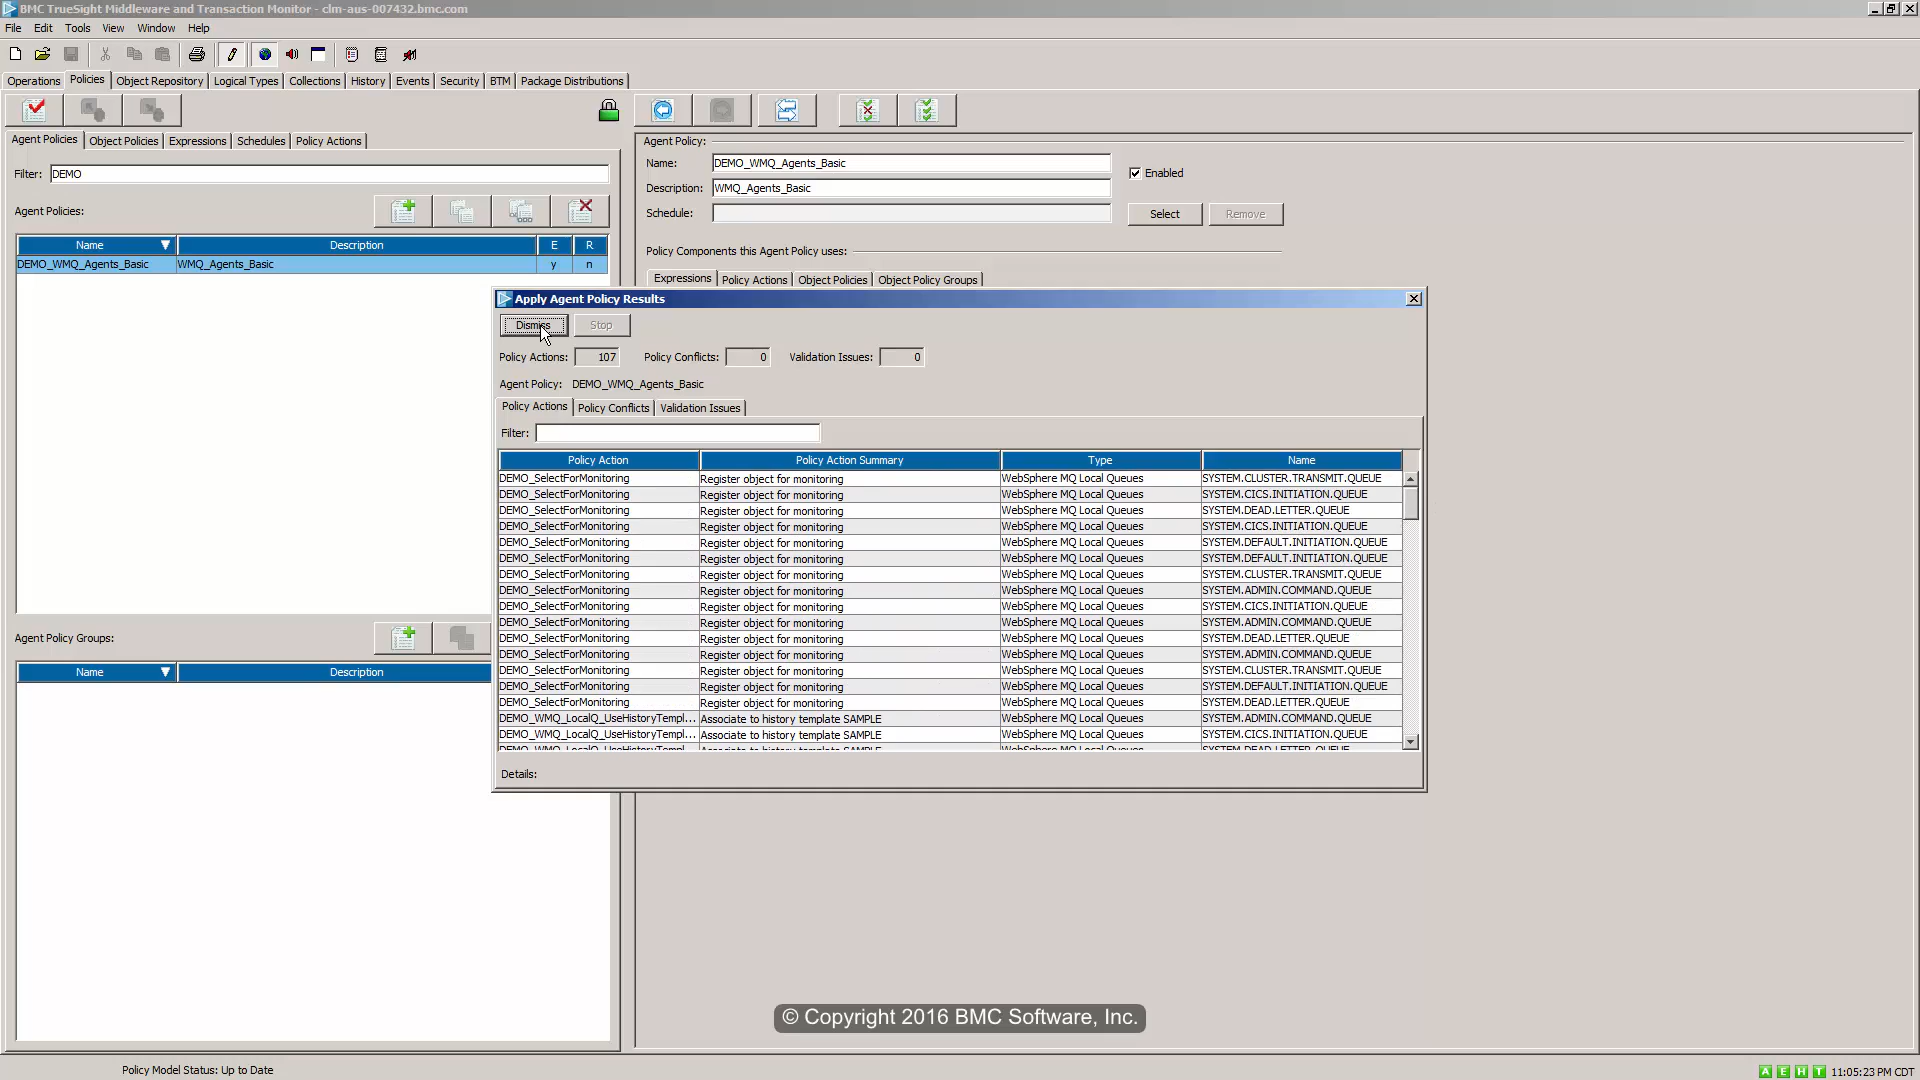 BMC TrueSight Middleware and Transaction Monitor - clm-aus-007432.bmc.com
File Edit Tools View Window Help
Operations Policies Object Repository Logical Types Collections History Events Security BTM Package Distributions
Agent Policies Object Policies Expressions Schedules Policy Actions
Filter: DEMO
Agent Policies:
Name Description E R
DEMO_WMQ_Agents_Basic WMQ_Agents_Basic y n
Agent Policy Groups:
Name Description
Agent Policy:
Name: DEMO_WMQ_Agents_Basic
Enabled
Description: WMQ_Agents_Basic
Schedule: Select Remove
Policy Components this Agent Policy uses:
Expressions Policy Actions Object Policies Object Policy Groups
Apply Agent Policy Results
Dismiss Stop
Policy Actions: 107 Policy Conflicts: 0 Validation Issues: 0
Agent Policy: DEMO_WMQ_Agents_Basic
Policy Actions Policy Conflicts Validation Issues
Filter:
Policy Action Policy Action Summary Type Name
DEMO_SelectForMonitoring Register object for monitoring WebSphere MQ Local Queues SYSTEM.CLUSTER.TRANSMIT.QUEUE
DEMO_SelectForMonitoring Register object for monitoring WebSphere MQ Local Queues SYSTEM.CICS.INITIATION.QUEUE
DEMO_SelectForMonitoring Register object for monitoring WebSphere MQ Local Queues SYSTEM.DEAD.LETTER.QUEUE
DEMO_SelectForMonitoring Register object for monitoring WebSphere MQ Local Queues SYSTEM.CICS.INITIATION.QUEUE
DEMO_SelectForMonitoring Register object for monitoring WebSphere MQ Local Queues SYSTEM.DEFAULT.INITIATION.QUEUE
DEMO_SelectForMonitoring Register object for monitoring WebSphere MQ Local Queues SYSTEM.DEFAULT.INITIATION.QUEUE
DEMO_SelectForMonitoring Register object for monitoring WebSphere MQ Local Queues SYSTEM.CLUSTER.TRANSMIT.QUEUE
DEMO_SelectForMonitoring Register object for monitoring WebSphere MQ Local Queues SYSTEM.ADMIN.COMMAND.QUEUE
DEMO_SelectForMonitoring Register object for monitoring WebSphere MQ Local Queues SYSTEM.CICS.INITIATION.QUEUE
DEMO_SelectForMonitoring Register object for monitoring WebSphere MQ Local Queues SYSTEM.ADMIN.COMMAND.QUEUE
DEMO_SelectForMonitoring Register object for monitoring WebSphere MQ Local Queues SYSTEM.DEAD.LETTER.QUEUE
DEMO_SelectForMonitoring Register object for monitoring WebSphere MQ Local Queues SYSTEM.ADMIN.COMMAND.QUEUE
DEMO_SelectForMonitoring Register object for monitoring WebSphere MQ Local Queues SYSTEM.CLUSTER.TRANSMIT.QUEUE
DEMO_SelectForMonitoring Register object for monitoring WebSphere MQ Local Queues SYSTEM.DEFAULT.INITIATION.QUEUE
DEMO_SelectForMonitoring Register object for monitoring WebSphere MQ Local Queues SYSTEM.DEAD.LETTER.QUEUE
DEMO_WMQ_LocalQ_UseHistoryTempl... Associate to history template SAMPLE WebSphere MQ Local Queues SYSTEM.ADMIN.COMMAND.QUEUE
DEMO_WMQ_LocalQ_UseHistoryTempl... Associate to history template SAMPLE WebSphere MQ Local Queues SYSTEM.CICS.INITIATION.QUEUE
DEMO_WMQ_LocalQ_UseHistoryTempl... Associate to history template SAMPLE WebSphere MQ Local Queues SYSTEM.DEAD.LETTER.QUEUE
Details:
© Copyright 2016 BMC Software, Inc.
Policy Model Status: Up to Date
A E H T 11:05:23 PM CDT